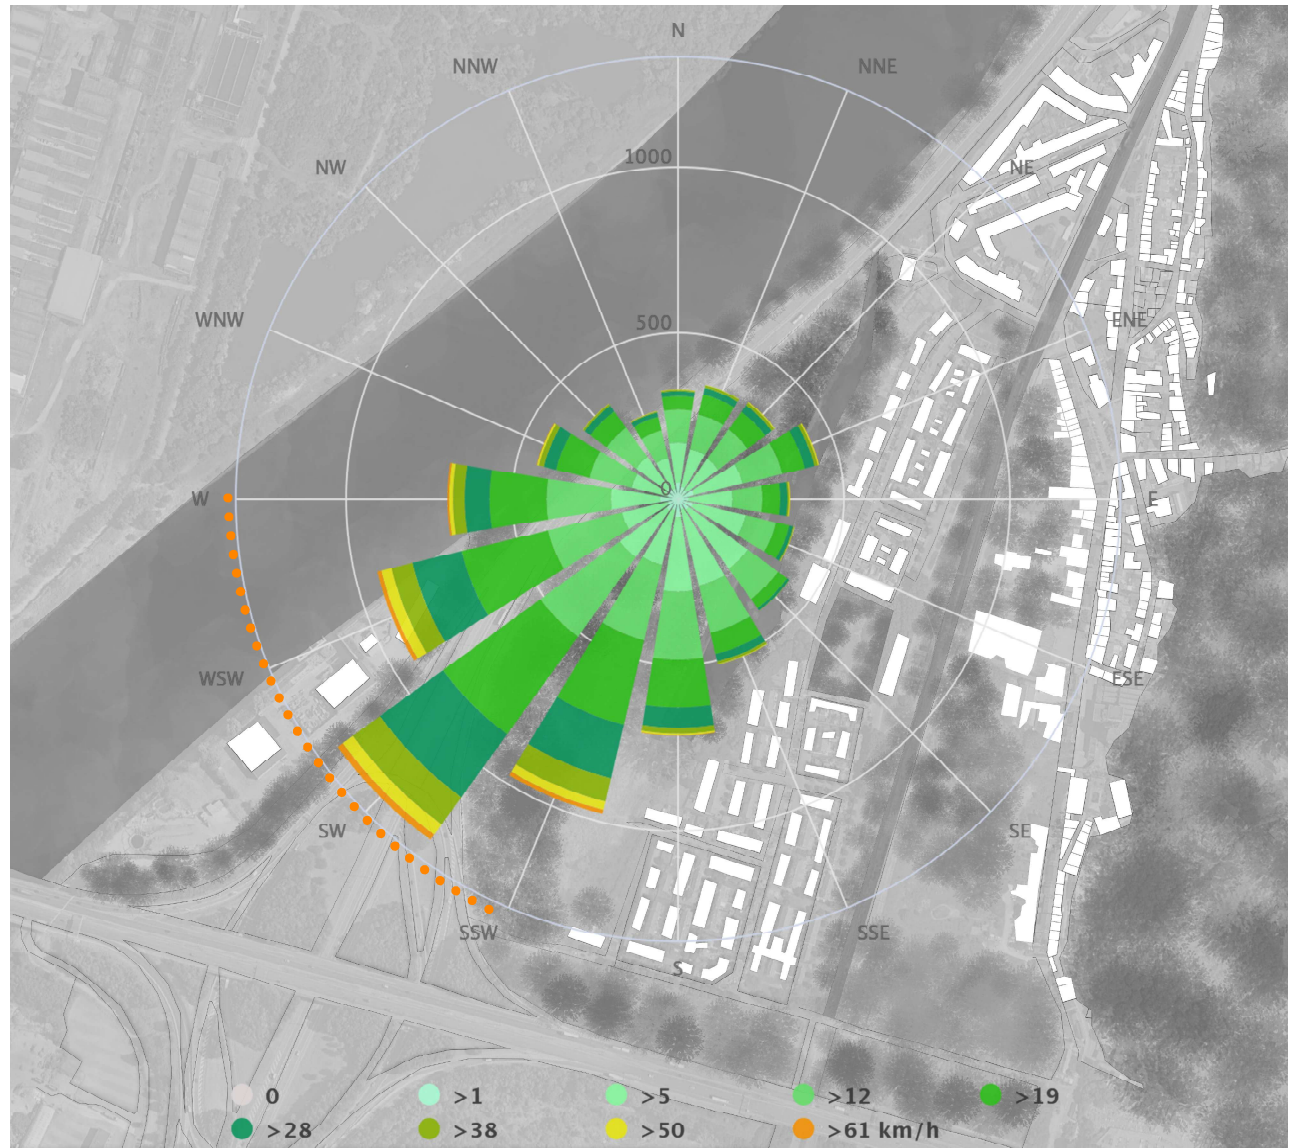 N
NNW NNE
1000
NW NE
500
WNW ENE
0
W E
WSW ESE
SW SE
SSW SSE
S
0 >1 >5 >12 >19
>28 >38 >50 >61 km/h